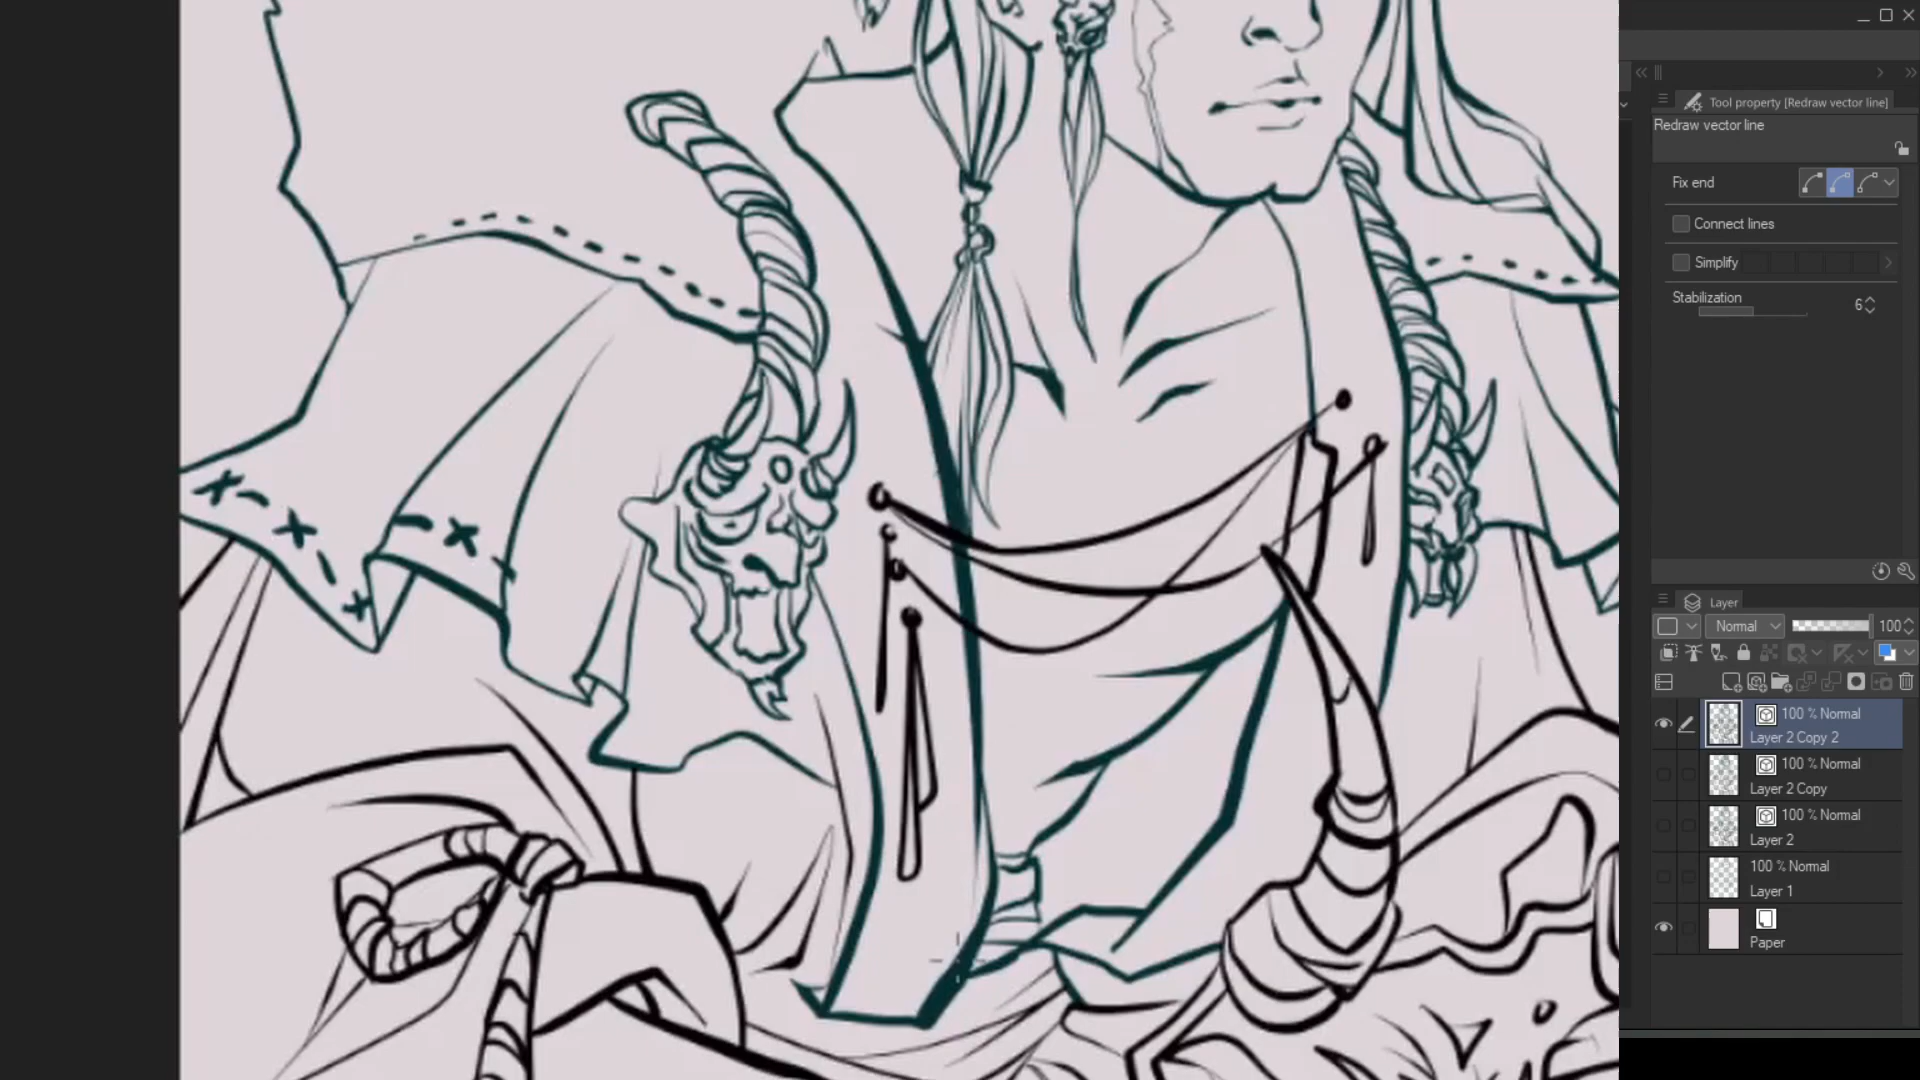 Tool property [Redraw vector line]
Redraw vector line
Fix end
Connect lines
Simplify
Stabilization 6
Layer
Normal 100
100 % Normal
Layer 2 Copy 2
100 % Normal
Layer 2 Copy
100 % Normal
Layer 2
100 % Normal
Layer 1
Paper